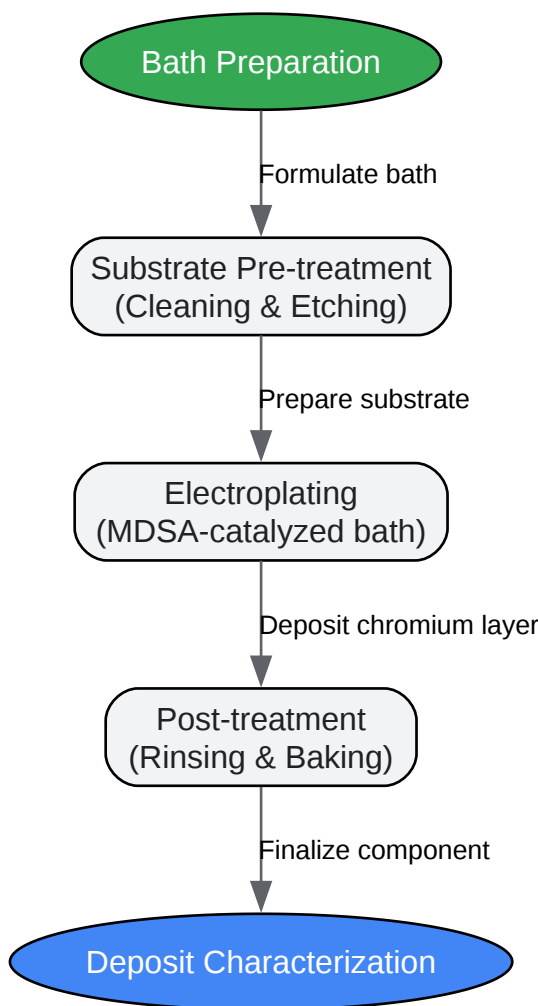 Bath Preparation
Formulate bath
Substrate Pre-treatment
(Cleaning & Etching)
Prepare substrate
Electroplating
(MDSA-catalyzed bath)
Deposit chromium layer
Post-treatment
(Rinsing & Baking)
Finalize component
Deposit Characterization